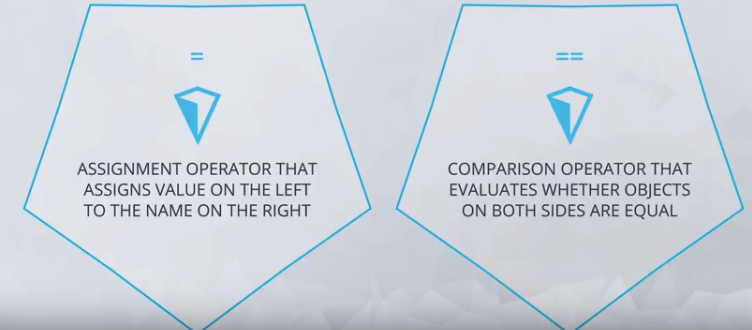 =
ASSIGNMENT OPERATOR THAT
ASSIGNS VALUE ON THE LEFT
TO THE NAME ON THE RIGHT
==
COMPARISON OPERATOR THAT
EVALUATES WHETHER OBJECTS
ON BOTH SIDES ARE EQUAL